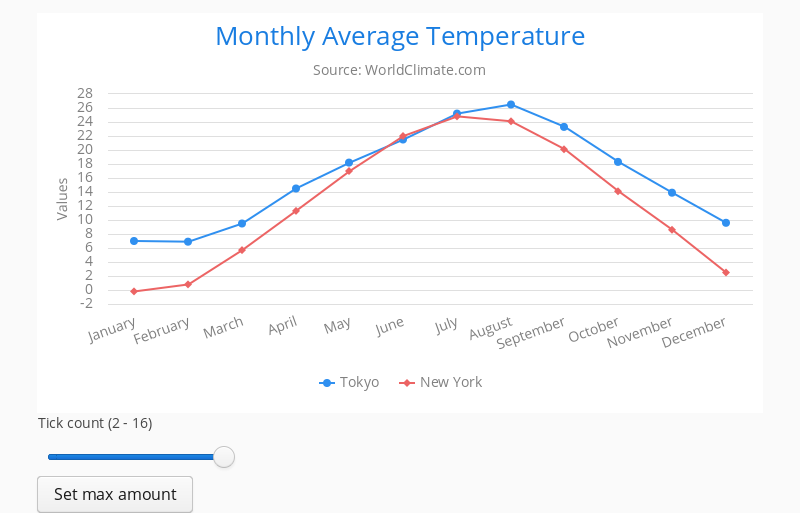 Monthly Average Temperature
Source: WorldClimate.com
Values
28
26
24
22
20
18
16
14
12
10
8
6
4
2
0
-2
January
February
March
April
May
June
July
August
September
October
November
December
Tokyo
New York
Tick count (2 - 16)
Set max amount